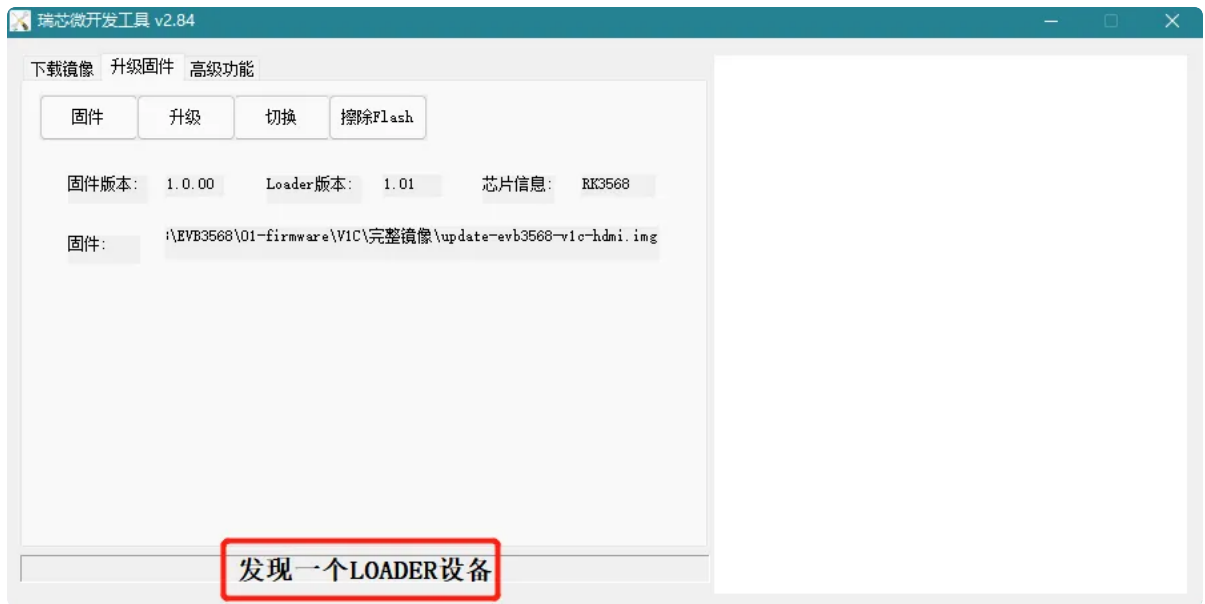 瑞芯微开发工具 v2.84
下载镜像 升级固件 高级功能
固件 升级 切换 擦除Flash
固件版本: 1.0.00 Loader版本: 1.01 芯片信息: RK3568
固件: \EVB3568\01-firmware\V1C\完整镜像\update-evb3568-v1c-hdmi.img
发现一个LOADER设备